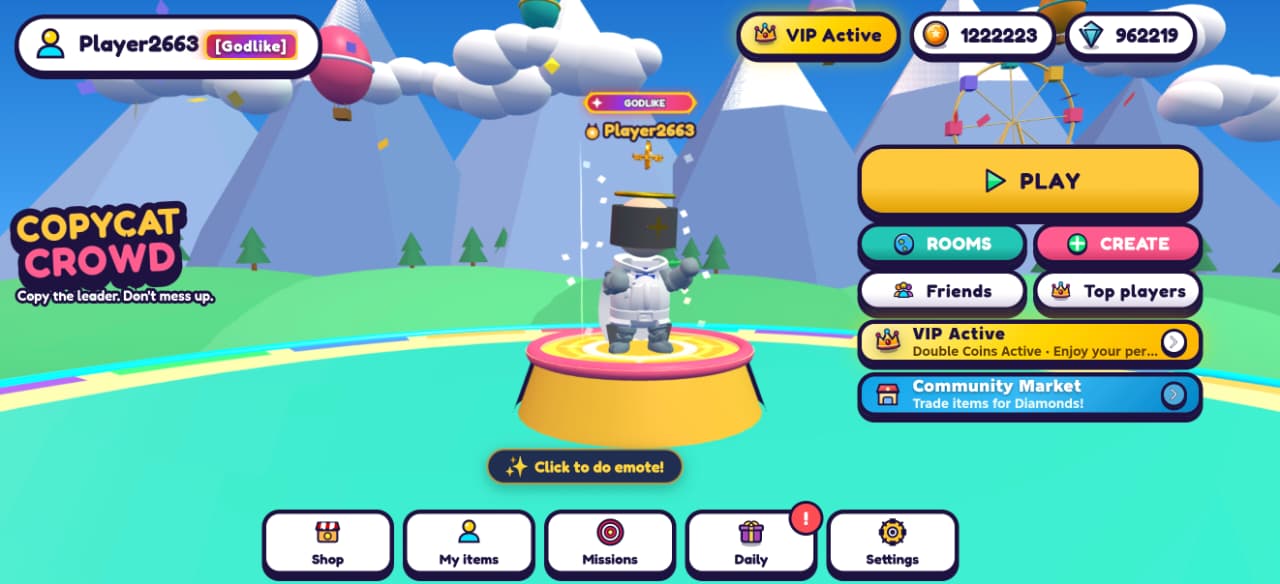 Player2663 [Godlike]
VIP Active
1222223
962219
GODLIKE
Player2663
COPYCAT
CROWD
Copy the leader. Don't mess up.
PLAY
ROOMS
CREATE
Friends
Top players
VIP Active
Double Coins Active · Enjoy your per...
Community Market
Trade items for Diamonds!
Click to do emote!
Shop
My items
Missions
!
Daily
Settings